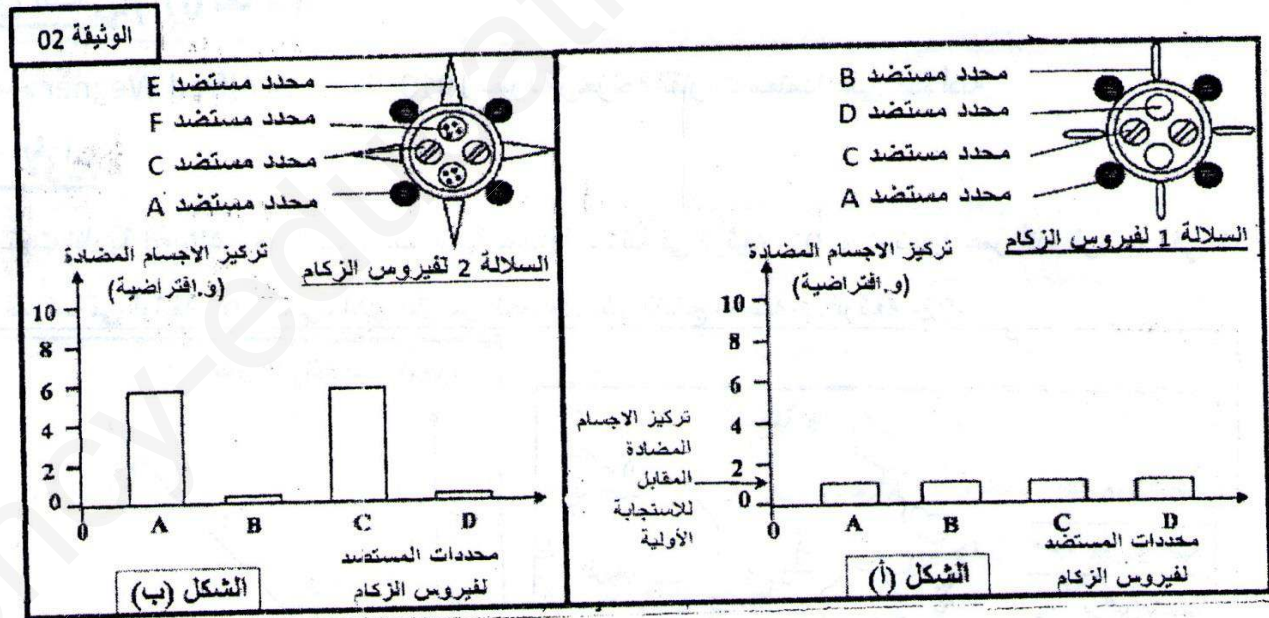 الوثيقة 02
محدد مستضد B
محدد مستضد D
محدد مستضد C
محدد مستضد A
السلالة 1 لفيروس الزكام
تركيز الاجسام المضادة
(و.افتراضية)
10
8
6
4
2
0
تركيز الاجسام
المضادة
المقابل
للاستجابة
الأولية
0 A B C D
محددات المستضد
لفيروس الزكام
الشكل (أ)
محدد مستضد E
محدد مستضد F
محدد مستضد C
محدد مستضد A
السلالة 2 لفيروس الزكام
تركيز الاجسام المضادة
(و.افتراضية)
10
8
6
4
2
0
0 A B C D
محددات المستضد
لفيروس الزكام
الشكل (ب)